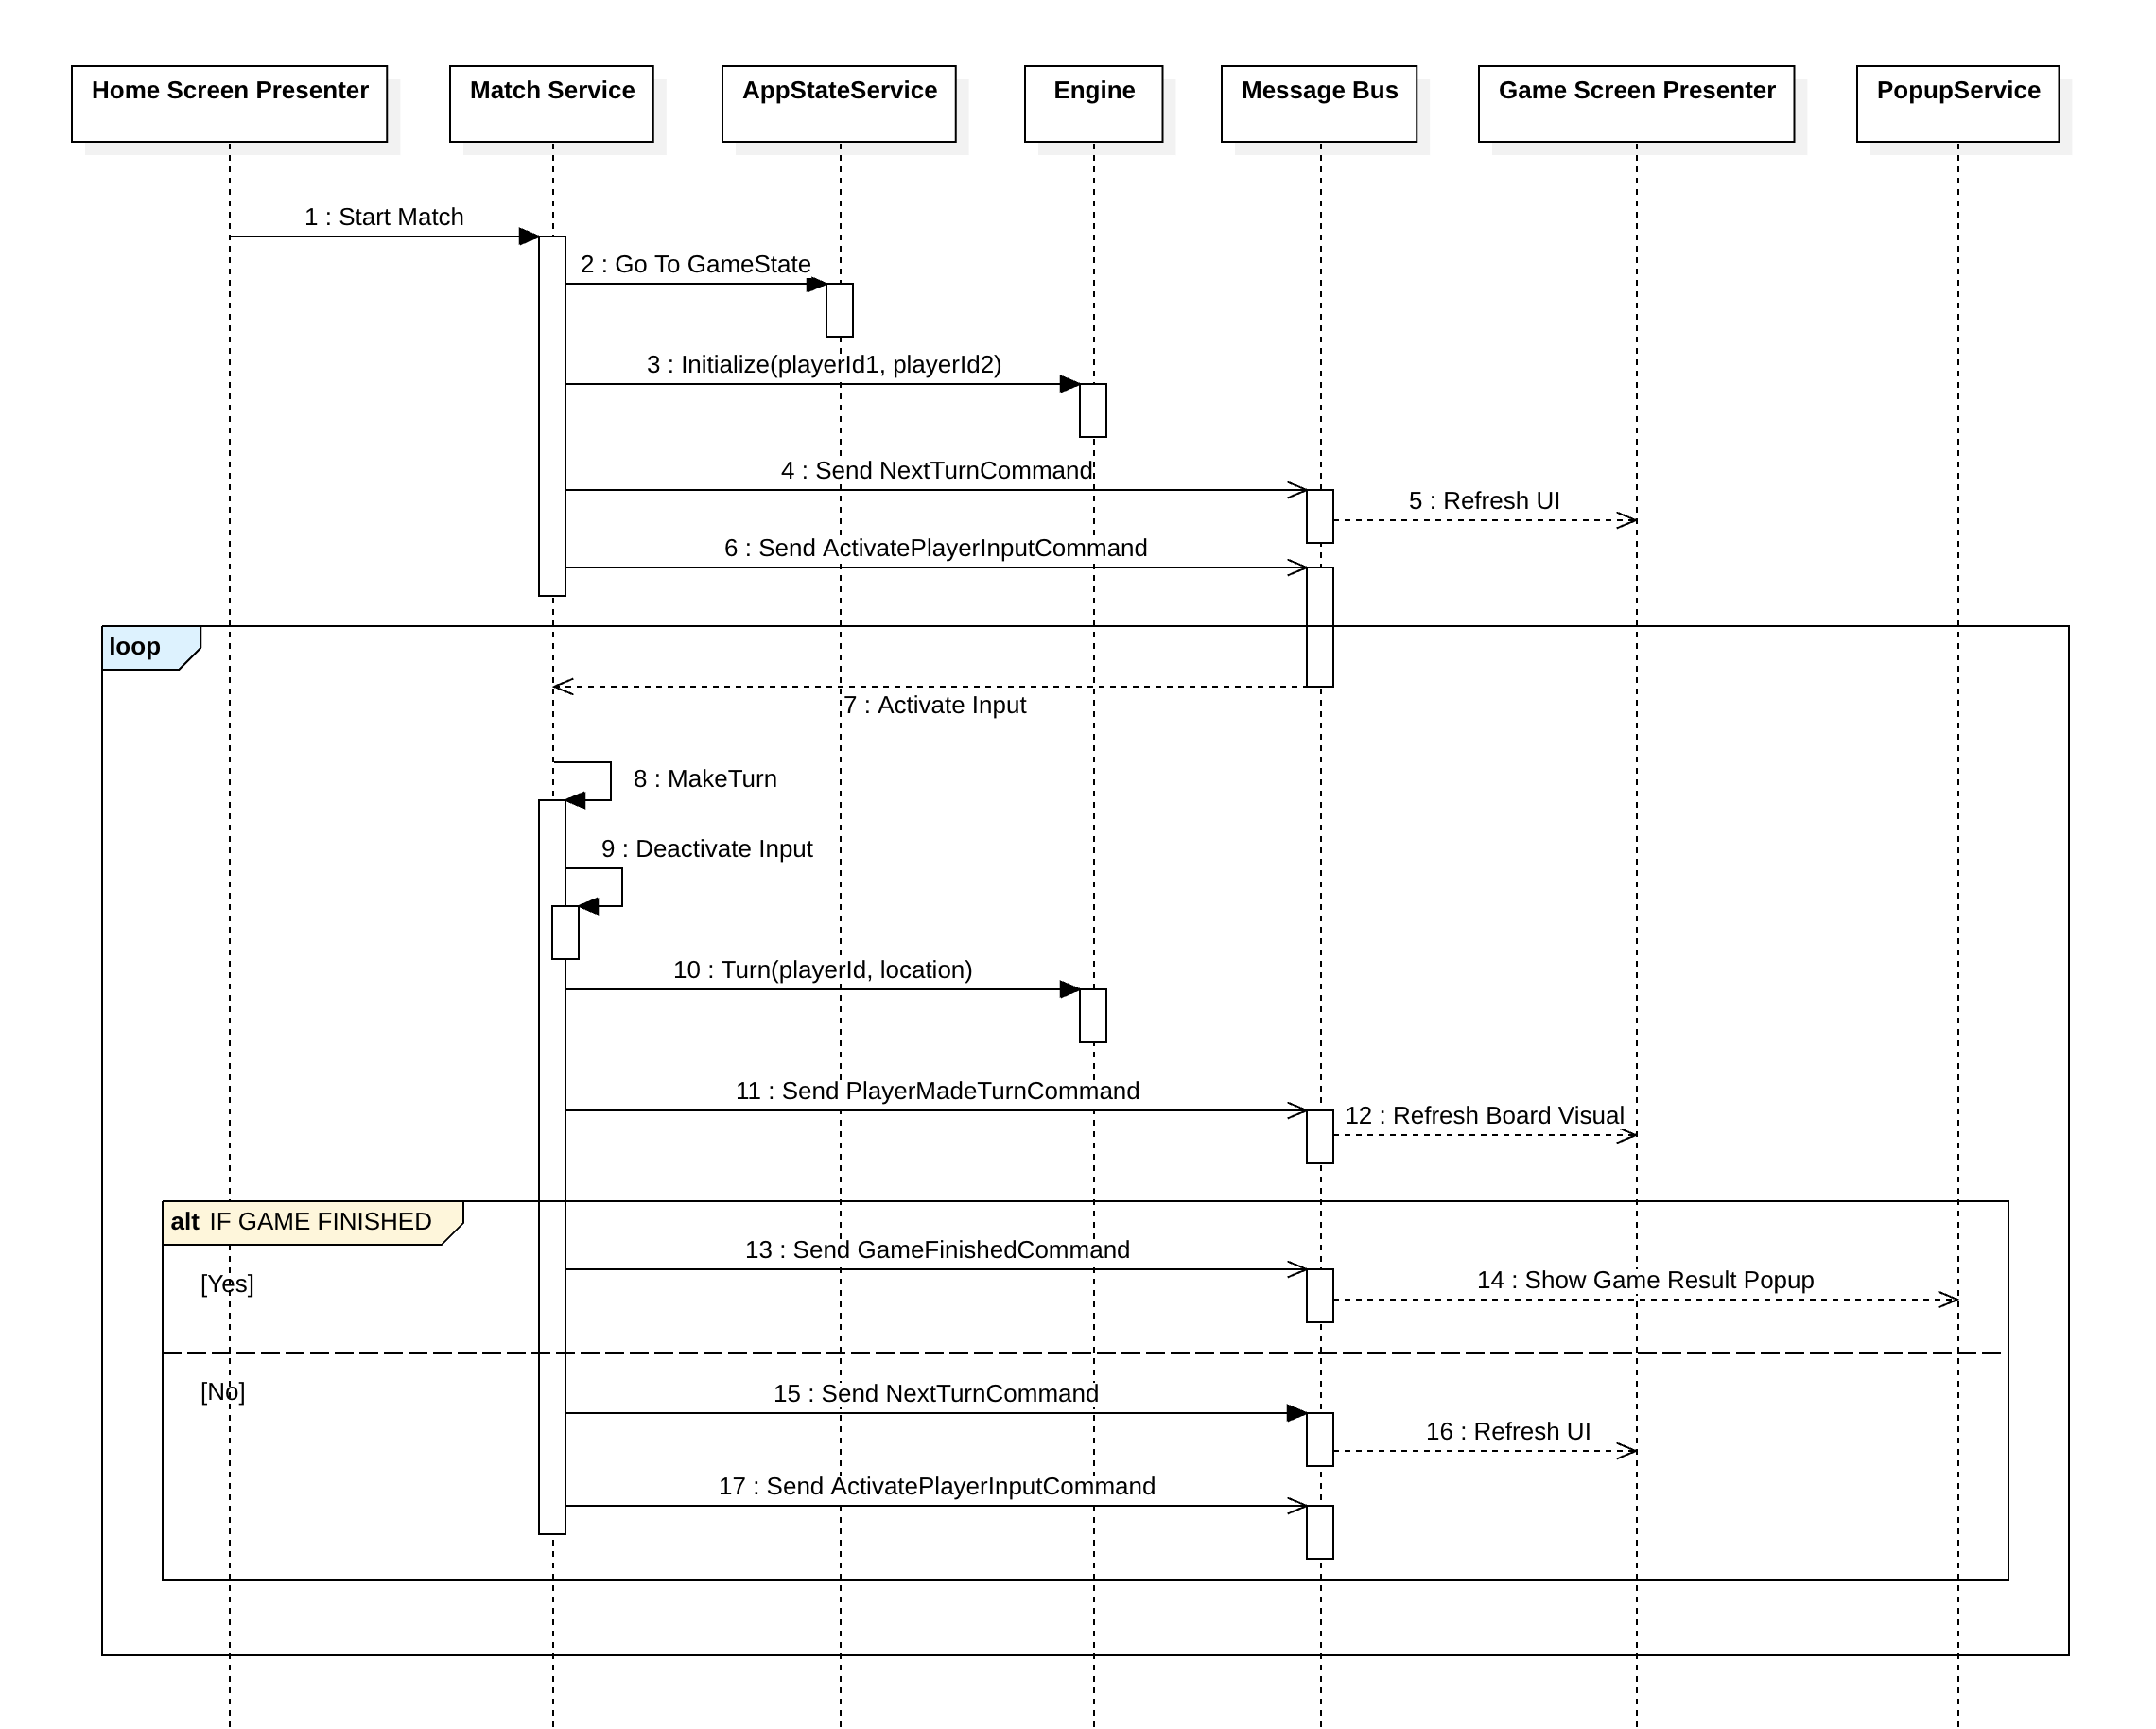 Home Screen Presenter
Match Service
AppStateService
Engine
Message Bus
Game Screen Presenter
PopupService
1 : Start Match
2 : Go To GameState
3 : Initialize(playerId1, playerId2)
4 : Send NextTurnCommand
5 : Refresh UI
6 : Send ActivatePlayerInputCommand
loop
7 : Activate Input
8 : MakeTurn
9 : Deactivate Input
10 : Turn(playerId, location)
11 : Send PlayerMadeTurnCommand
12 : Refresh Board Visual
alt IF GAME FINISHED
13 : Send GameFinishedCommand
[Yes]
14 : Show Game Result Popup
[No]
15 : Send NextTurnCommand
16 : Refresh UI
17 : Send ActivatePlayerInputCommand